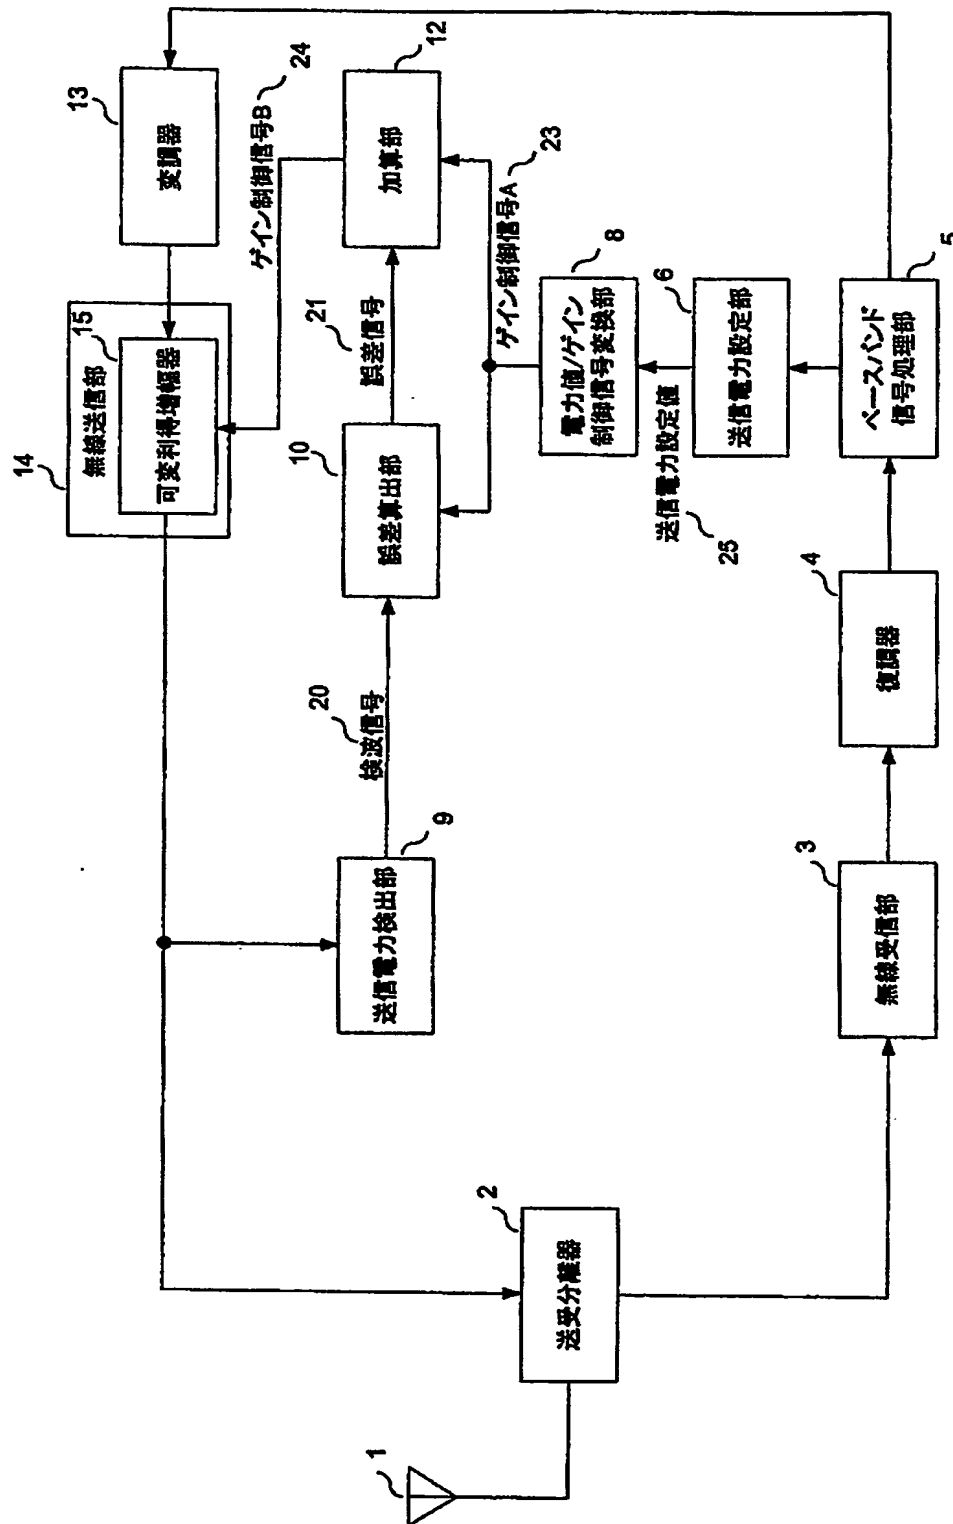 1
2
送受分離器
3
無線受信部
4
復調器
5
ベースバンド
信号処理部
6
送信電力設定部
送信電力設定値
25
8
電力値/ゲイン
制御信号変換部
ゲイン制御信号A
23
9
送信電力検出部
20
検波信号
10
誤差算出部
21
誤差信号
12
加算部
ゲイン制御信号B
24
13
変調器
14
無線送信部
15
可変利得増幅器